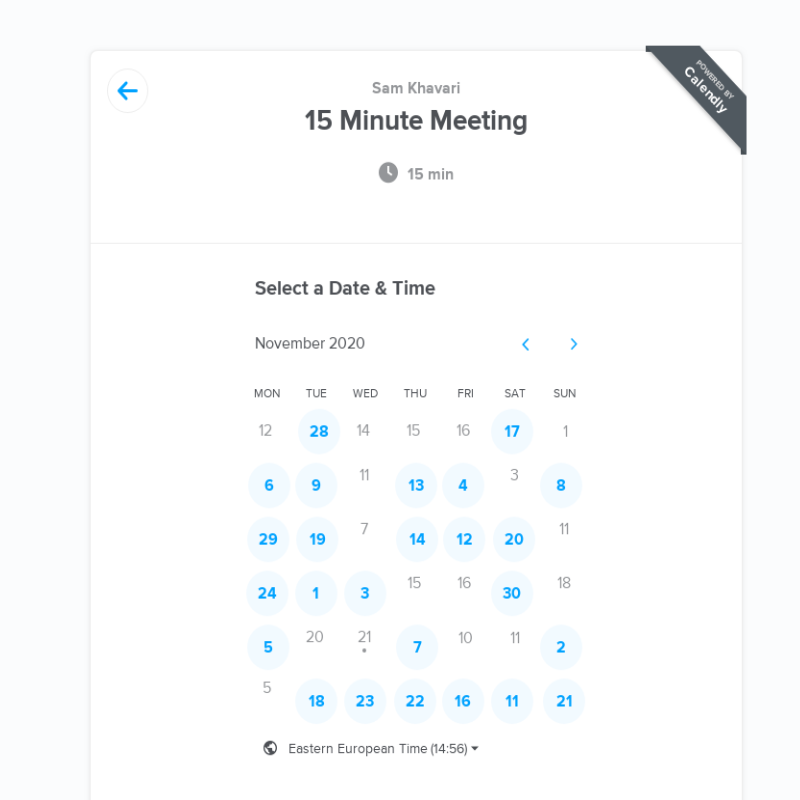 POWERED BY
Calendly
Sam Khavari
15 Minute Meeting
15 min
Select a Date & Time
November 2020
MON TUE WED THU FRI SAT SUN
12 28 14 15 16 17 1
6 9 11 13 4 3 8
29 19 7 14 12 20 11
24 1 3 15 16 30 18
5 20 21 7 10 11 2
5 18 23 22 16 11 21
Eastern European Time (14:56)